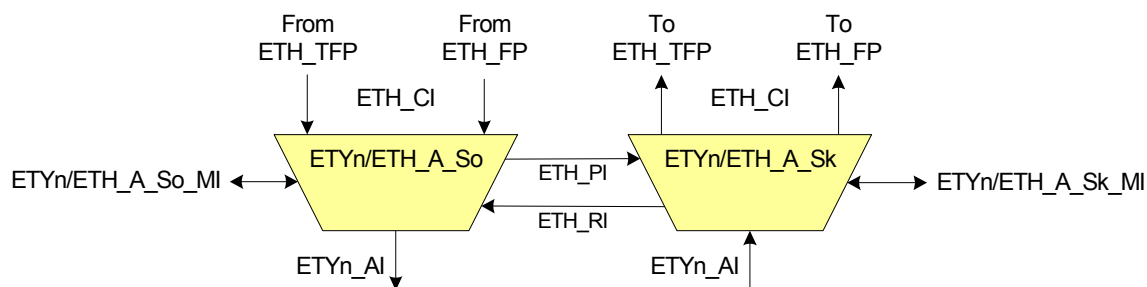 From
ETH_TFP
From
ETH_FP
To
ETH_TFP
To
ETH_FP
ETH_CI
ETH_CI
ETYn/ETH_A_So
ETYn/ETH_A_Sk
ETH_PI
ETYn/ETH_A_So_MI
ETYn/ETH_A_Sk_MI
ETH_RI
ETYn_AI
ETYn_AI